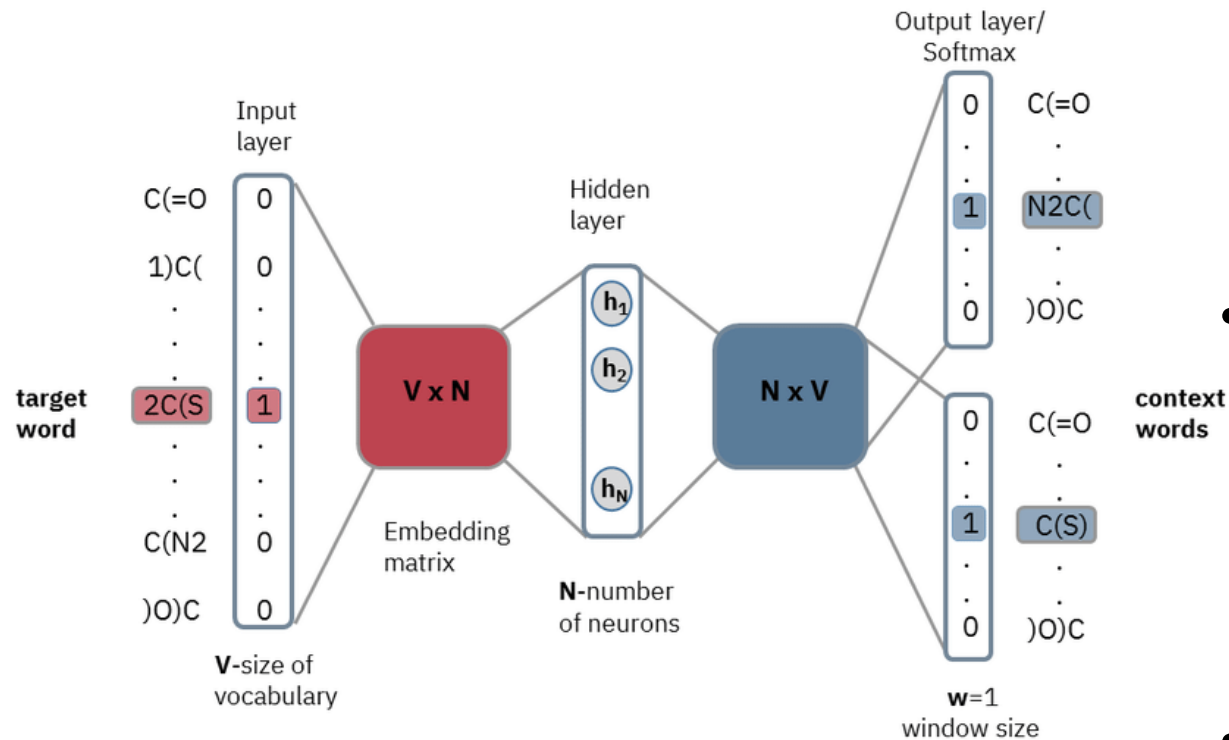 Output layer/
Softmax
Input
layer
Hidden
layer
target
word
C(=O
1)C(
.
.
.
2C(S
.
.
.
C(N2
)O)C
0
0
.
.
.
1
.
.
.
0
0
V x N
Embedding
matrix
V-size of
vocabulary
h1
h2
hN
N-number
of neurons
N x V
0
.
.
1
.
.
0
C(=O
.
.
N2C(
.
.
)O)C
0
.
.
1
.
.
0
C(=O
.
.
C(S)
.
.
)O)C
context
words
w=1
window size